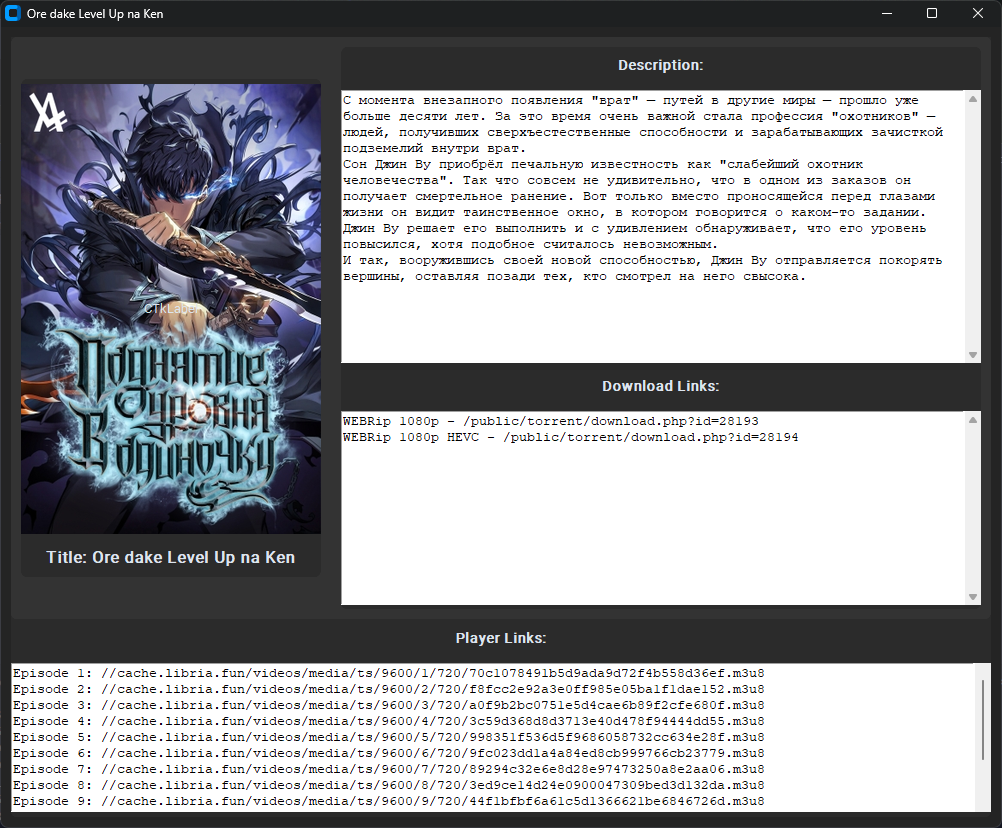 Ore dake Level Up na Ken
Description:
С момента внезапного появления "врат" — путей в другие миры — прошло уже
больше десяти лет. За это время очень важной стала профессия "охотников" —
людей, получивших сверхъестественные способности и зарабатывающих зачисткой
подземелий внутри врат.
Сон Джин Ву приобрёл печальную известность как "слабейший охотник
человечества". Так что совсем не удивительно, что в одном из заказов он
получает смертельное ранение. Вот только вместо проносящейся перед глазами
жизни он видит таинственное окно, в котором говорится о каком-то задании.
Джин Ву решает его выполнить и с удивлением обнаруживает, что его уровень
повысился, хотя подобное считалось невозможным.
И так, вооружившись своей новой способностью, Джин Ву отправляется покорять
вершины, оставляя позади тех, кто смотрел на него свысока.
CTkLabel
Поднятие
уровня
в одиночку
Title: Ore dake Level Up na Ken
Download Links:
WEBRip 1080p - /public/torrent/download.php?id=28193
WEBRip 1080p HEVC - /public/torrent/download.php?id=28194
Player Links:
Episode 1: //cache.libria.fun/videos/media/ts/9600/1/720/70c1078491b5d9ada9d72f4b558d36ef.m3u8
Episode 2: //cache.libria.fun/videos/media/ts/9600/2/720/f8fcc2e92a3e0ff985e05ba1f1dae152.m3u8
Episode 3: //cache.libria.fun/videos/media/ts/9600/3/720/a0f9b2bc0751e5d4cae6b89f2cfe680f.m3u8
Episode 4: //cache.libria.fun/videos/media/ts/9600/4/720/3c59d368d8d3713e40d478f94444dd55.m3u8
Episode 5: //cache.libria.fun/videos/media/ts/9600/5/720/998351f536d5f9686058732cc634e28f.m3u8
Episode 6: //cache.libria.fun/videos/media/ts/9600/6/720/9fc023dd1a4a84ed8cb999766cb23779.m3u8
Episode 7: //cache.libria.fun/videos/media/ts/9600/7/720/89294c32e6e8d28e97473250a8e2aa06.m3u8
Episode 8: //cache.libria.fun/videos/media/ts/9600/8/720/3ed9ce14d24e0900047309bed3d132da.m3u8
Episode 9: //cache.libria.fun/videos/media/ts/9600/9/720/44f1bfbf6a61c5d1366621be6846726d.m3u8